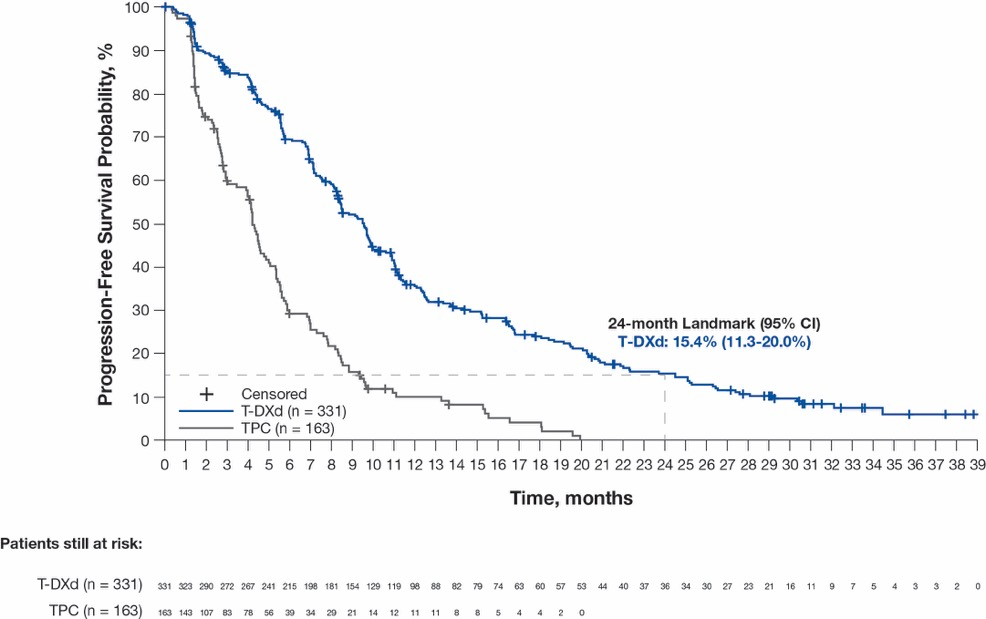 Progression-Free Survival Probability, %
100
90
80
70
60
50
40
30
20
10
0
24-month Landmark (95% CI)
T-DXd: 15.4% (11.3-20.0%)
Censored
T-DXd (n = 331)
TPC (n = 163)
0 1 2 3 4 5 6 7 8 9 10 11 12 13 14 15 16 17 18 19 20 21 22 23 24 25 26 27 28 29 30 31 32 33 34 35 36 37 38 39
Time, months
Patients still at risk:
T-DXd (n = 331) 331 323 290 272 267 241 215 198 181 154 129 119 98 88 82 79 74 63 60 57 53 44 40 37 36 34 30 27 23 21 16 11 9 7 5 4 3 3 2 0
TPC (n = 163) 163 143 107 83 78 56 39 34 29 21 14 12 11 11 8 8 5 4 4 2 0